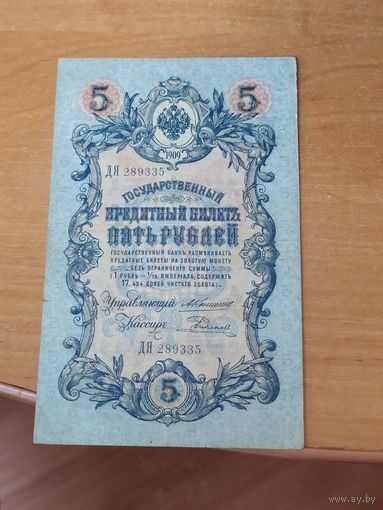 5 5
1909
ДЯ 289335
ГОСУДАРСТВЕННЫЙ
КРЕДИТНЫЙ БИЛЕТЪ
ПЯТЬ РУБЛЕЙ
ГОСУДАРСТВЕННЫЙ БАНКЪ РАЗМѢНИВАЕТЪ
КРЕДИТНЫЕ БИЛЕТЫ НА ЗОЛОТУЮ МОНЕТУ
БЕЗЪ ОГРАНИЧЕНІЯ СУММЫ
(1 РУБЛЬ = 1/15 ИМПЕРІАЛА, СОДЕРЖИТЪ
17,424 ДОЛЕЙ ЧИСТАГО ЗОЛОТА).
Управляющій
Кассиръ
ДЯ 289335
5
www.ay.by